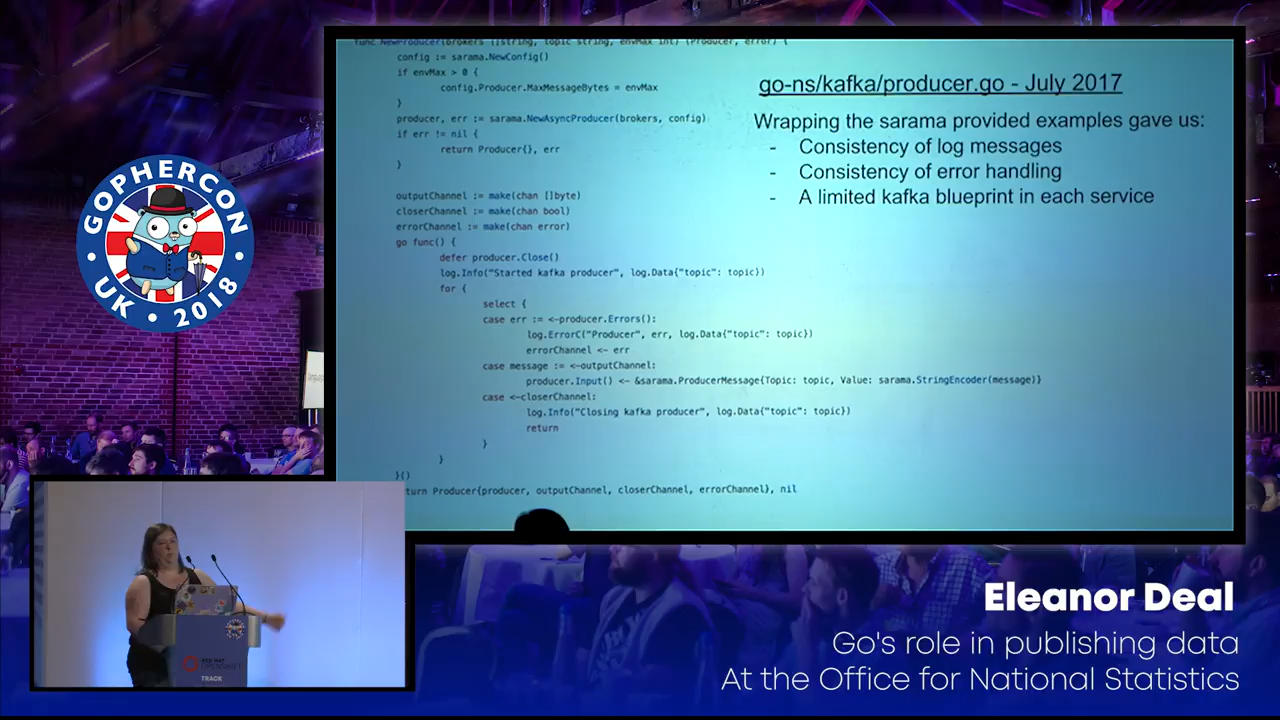 func NewProducer(brokers []string, topic string, envMax int) (Producer, error) {
config := sarama.NewConfig()
if envMax > 0 {
config.Producer.MaxMessageBytes = envMax
}
producer, err := sarama.NewAsyncProducer(brokers, config)
if err != nil {
return Producer{}, err
}
outputChannel := make(chan []byte)
closerChannel := make(chan bool)
errorChannel := make(chan error)
go func() {
defer producer.Close()
log.Info("Started kafka producer", log.Data{"topic": topic})
for {
select {
case err := <-producer.Errors():
log.ErrorC("Producer", err, log.Data{"topic": topic})
errorChannel <- err
case message := <-outputChannel:
producer.Input() <- &sarama.ProducerMessage{Topic: topic, Value: sarama.StringEncoder(message)}
case <-closerChannel:
log.Info("Closing kafka producer", log.Data{"topic": topic})
return
}
}
}()
Producer{producer, outputChannel, closerChannel, errorChannel}, nil
go-ns/kafka/producer.go - July 2017
Wrapping the sarama provided examples gave us:
- Consistency of log messages
- Consistency of error handling
- A limited kafka blueprint in each service
GOPHERCON
UK • 2018
RED HAT
OPENSHIFT
TRACK
Eleanor Deal
Go's role in publishing data
At the Office for National Statistics